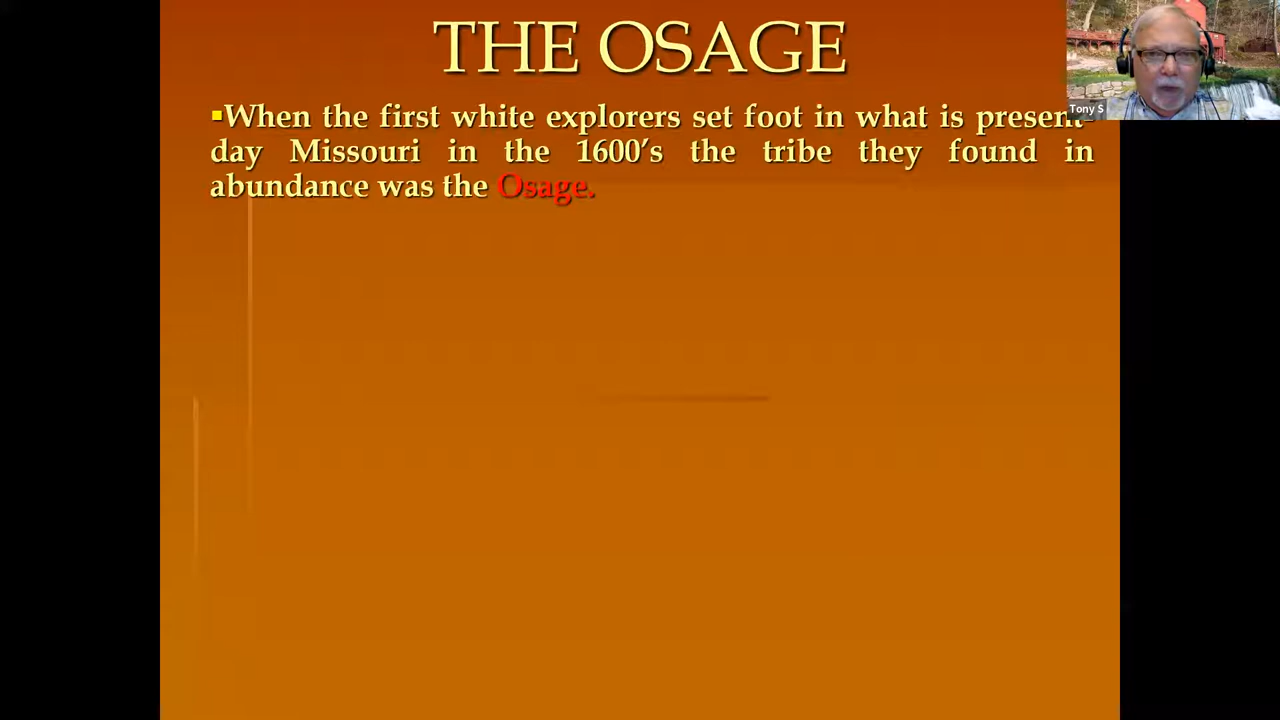 THE OSAGE
▪When the first white explorers set foot in what is present-
day Missouri in the 1600’s the tribe they found in
abundance was the Osage.
Tony S